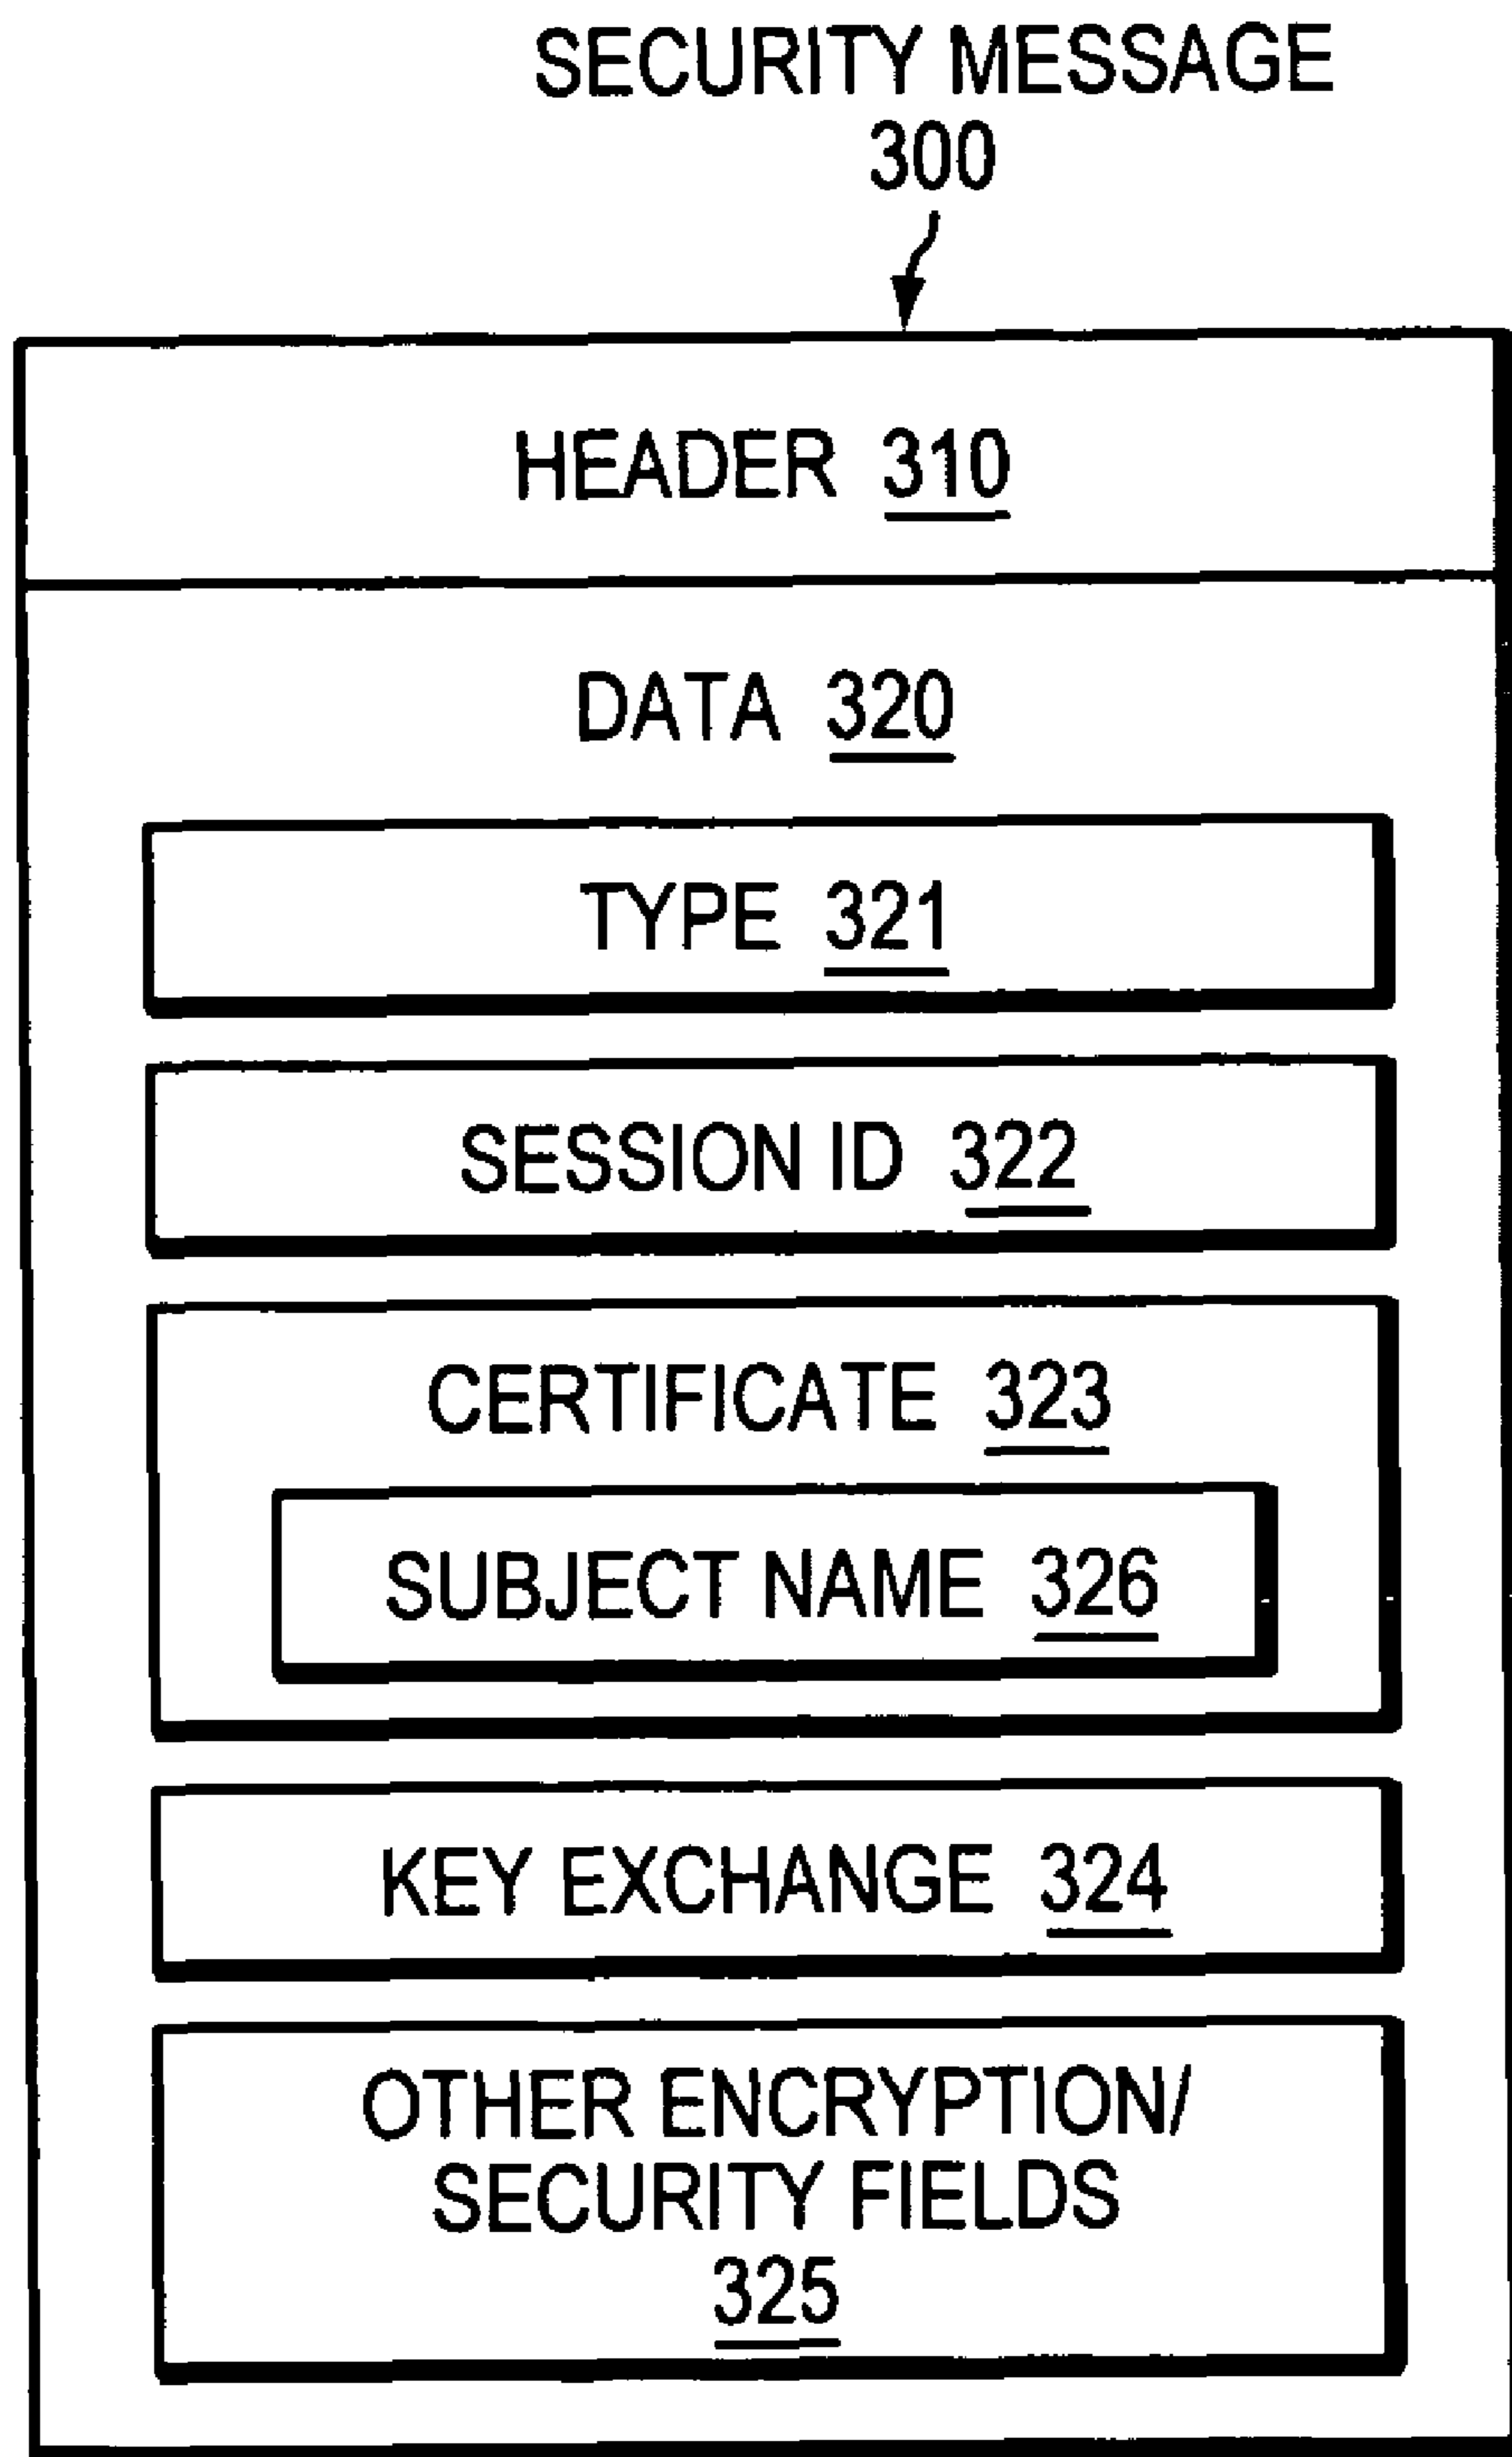 SECURITY MESSAGE
300
HEADER 310
DATA 320
TYPE 321
SESSION ID 322
CERTIFICATE 323
SUBJECT NAME 326
KEY EXCHANGE 324
OTHER ENCRYPTION/
SECURITY FIELDS
325